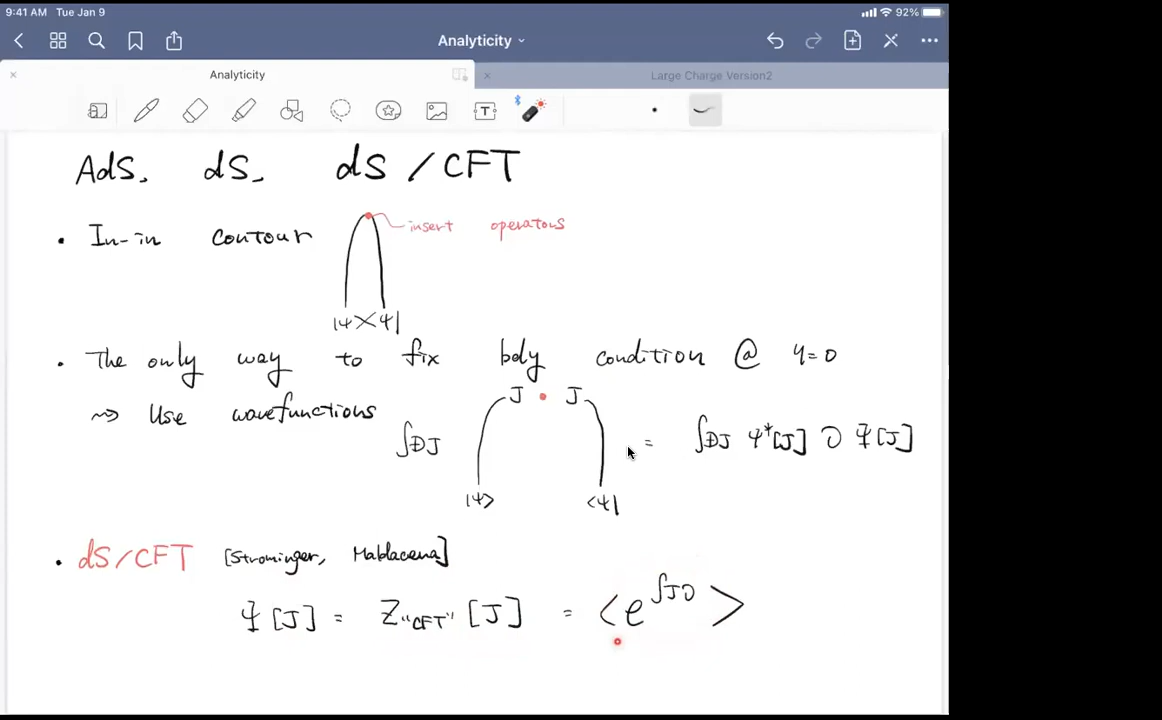 9:41 AM Tue Jan 9
92%
Analyticity
Analyticity
Large Charge Version2
AdS, dS, dS/CFT
• In-in contour
insert operators
|ψ⟩⟨ψ|
• The only way to fix bdy condition @ η=0
⇝ Use wavefunctions
J J
∫DJ = ∫DJ Ψ*[J] O Ψ[J]
|Ψ> <Ψ|
• dS/CFT [Strominger, Maldacena]
Ψ[J] = Z"CFT"[J] = <e^∫JO>